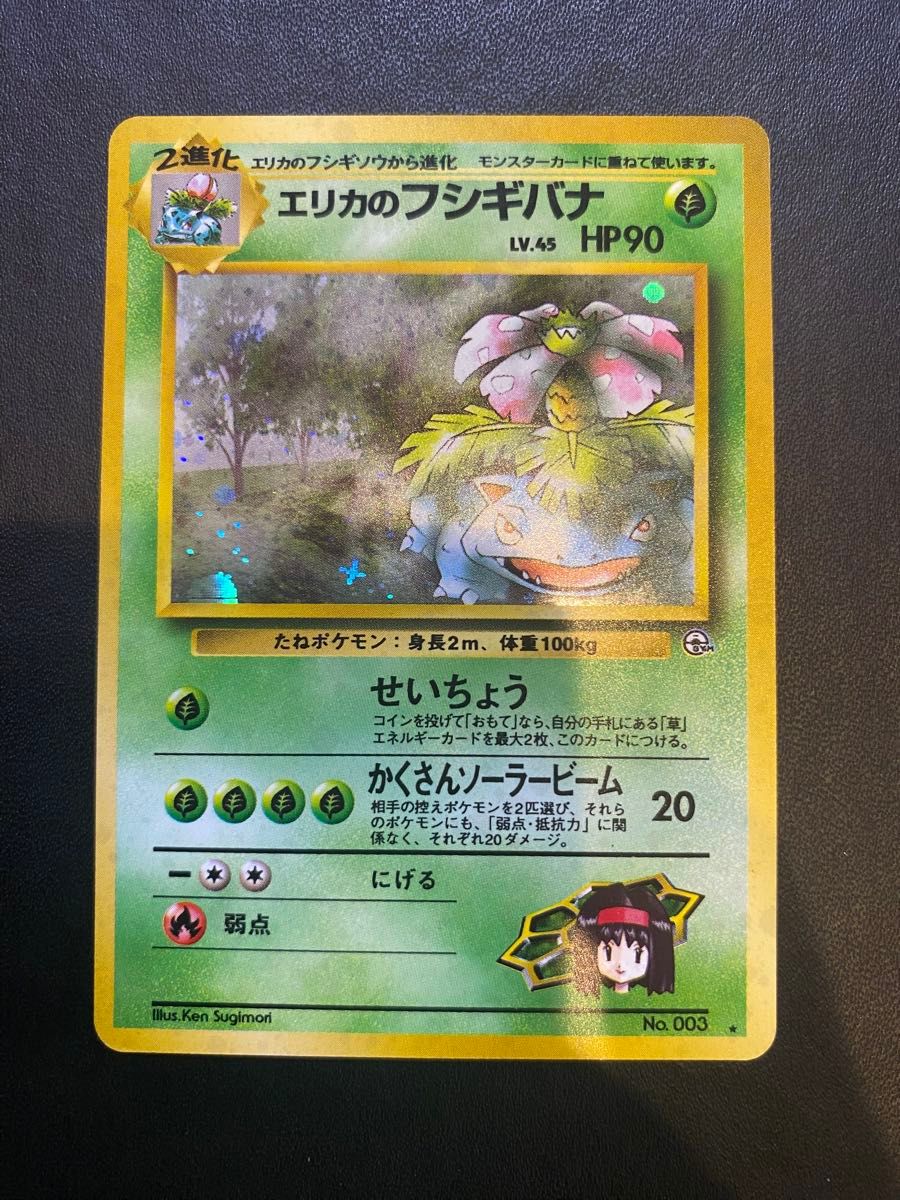 2進化
エリカのフシギソウから進化 モンスターカードに重ねて使います。
エリカのフシギバナ
LV.45 HP90
たねポケモン：身長2m、体重100kg
GYM
せいちょう
コインを投げて「おもて」なら、自分の手札にある「草」
エネルギーカードを最大2枚、このカードにつける。
かくさんソーラービーム
相手の控えポケモンを2匹選び、それら
のポケモンにも、「弱点・抵抗力」に関
係なく、それぞれ20ダメージ。
20
ー
にげる
弱点
Illus.Ken Sugimori
No. 003 ★